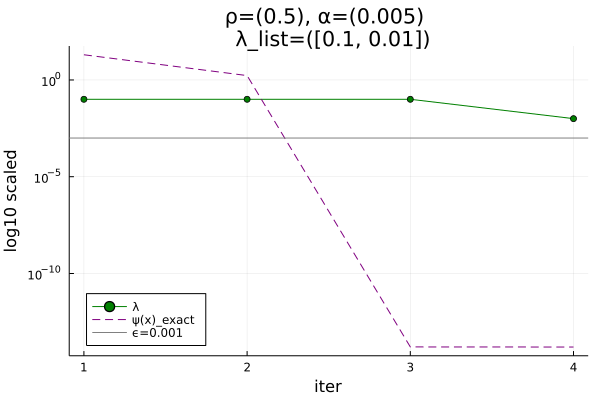 ρ=(0.5), α=(0.005)
λ_list=([0.1, 0.01])
log10 scaled
10⁰
10⁻⁵
10⁻¹⁰
λ
ψ(x)_exact
ϵ=0.001
1 2 3 4
iter